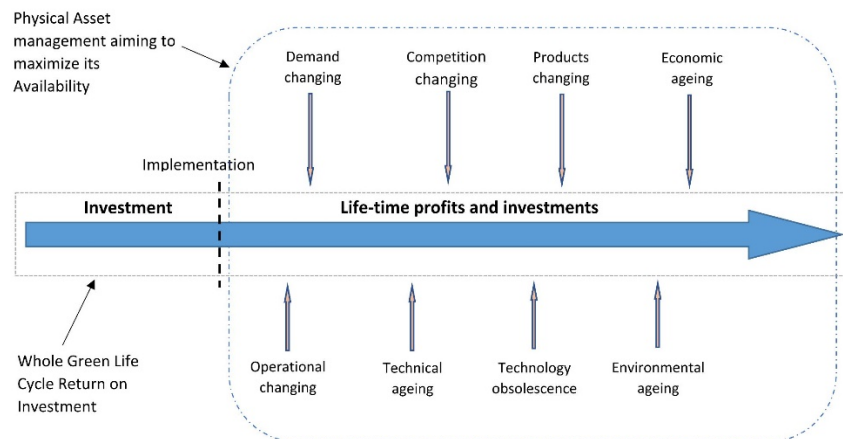 Physical Asset
management aiming to
maximize its
Availability
Demand
changing
Competition
changing
Products
changing
Economic
ageing
Implementation
Investment
Life-time profits and investments
Whole Green Life
Cycle Return on
Investment
Operational
changing
Technical
ageing
Technology
obsolescence
Environmental
ageing